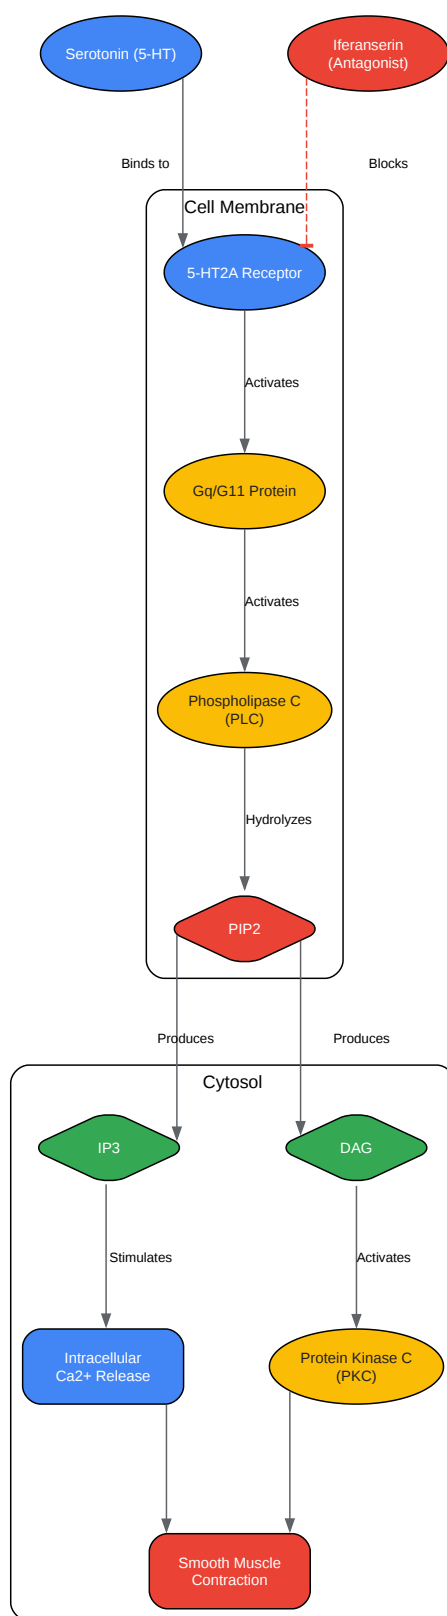 Serotonin (5-HT)
Iferanserin
(Antagonist)
Binds to
Blocks
Cell Membrane
5-HT2A Receptor
Activates
Gq/G11 Protein
Activates
Phospholipase C
(PLC)
Hydrolyzes
PIP2
Produces
Produces
Cytosol
IP3
DAG
Stimulates
Activates
Intracellular
Ca2+ Release
Protein Kinase C
(PKC)
Smooth Muscle
Contraction